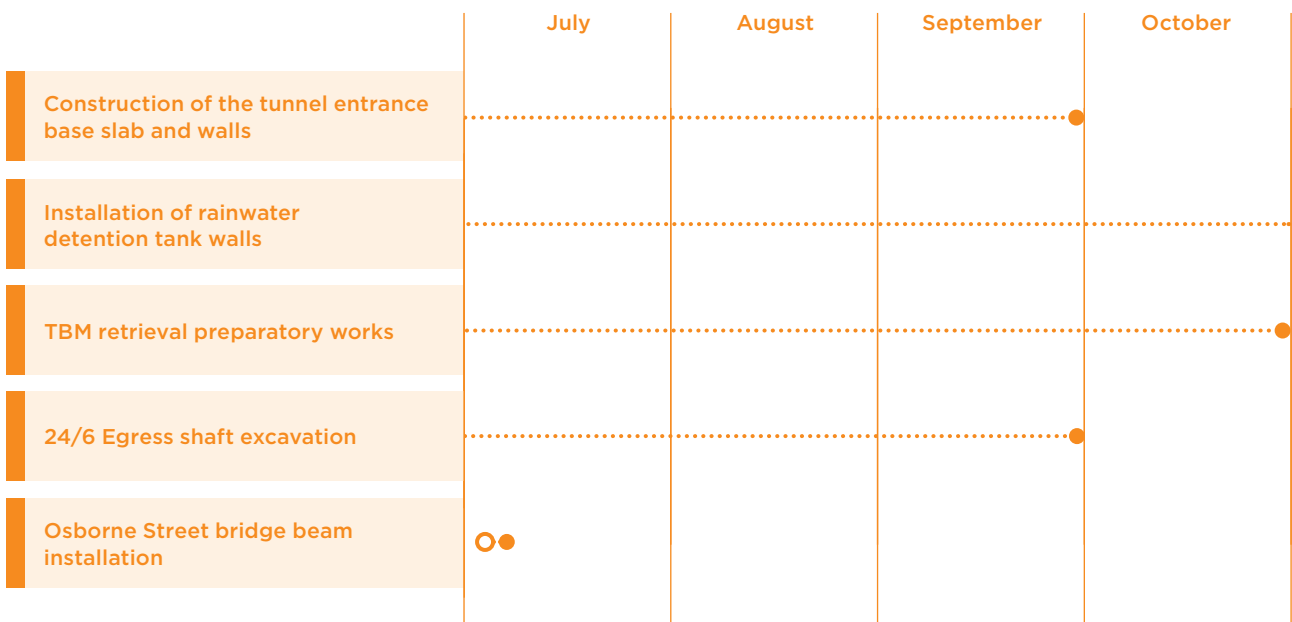 July August September October
Construction of the tunnel entrance
base slab and walls
Installation of rainwater
detention tank walls
TBM retrieval preparatory works
24/6 Egress shaft excavation
Osborne Street bridge beam
installation